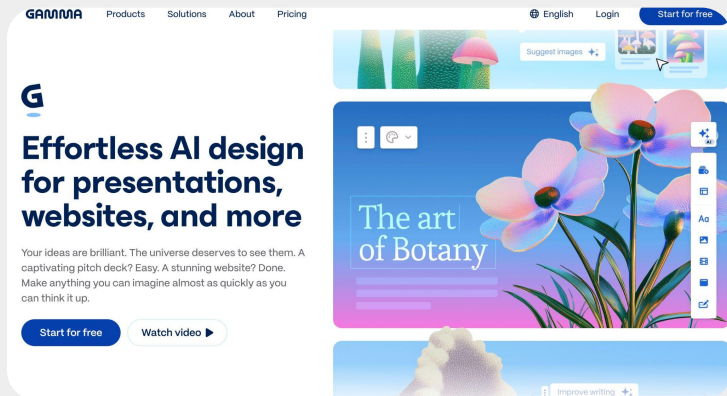 GAMMA
Products Solutions About Pricing
English Login Start for free
Suggest images
G
Effortless AI design
for presentations,
websites, and more
Your ideas are brilliant. The universe deserves to see them. A
captivating pitch deck? Easy. A stunning website? Done.
Make anything you can imagine almost as quickly as you
can think it up.
Start for free Watch video
The art
of Botany
AI
Aa
Improve writing